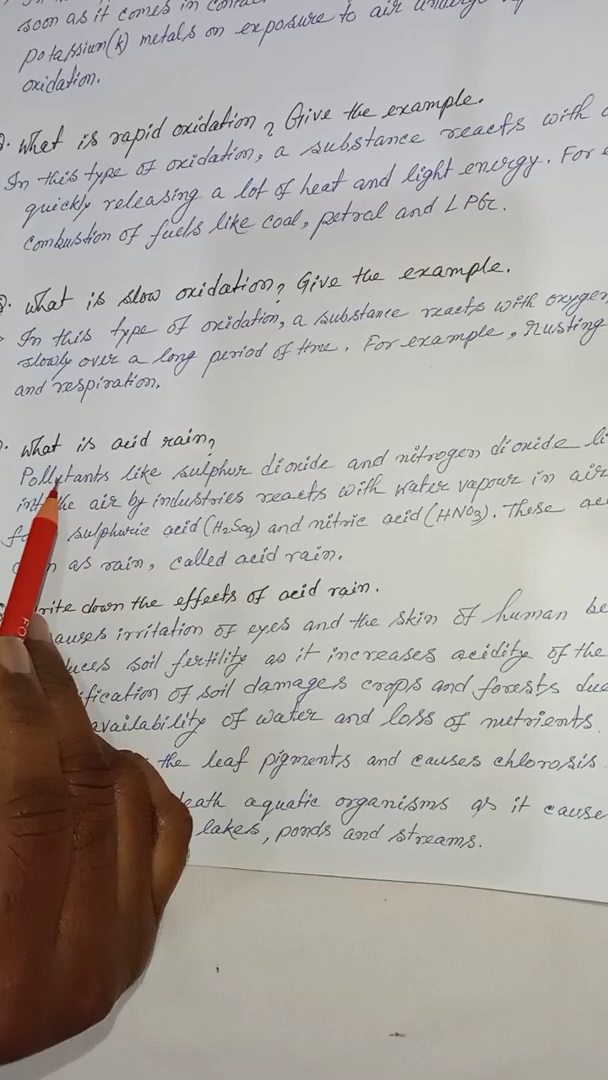 soon as it comes in
potassium(k) metals on exposure to air
oxidation.
What is rapid oxidation? Give the example.
In this type of oxidation, a substance reacts with
quickly releasing a lot of heat and light energy. For
combustion of fuels like coal, petrol and LPG.
Q. What is slow oxidation? Give the example.
In this type of oxidation, a substance reacts with oxygen
slowly over a long period of time. For example, rusting
and respiration.
What is acid rain?
Pollutants like sulphur dioxide and nitrogen dioxide
the air by industries reacts with water vapour in air
sulphuric acid (H2SO4) and nitric acid (HNO3). These
as rain, called acid rain.
rite down the effects of acid rain.
auses irritation of eyes and the skin of human be
uces soil fertility as it increases acidity of the
ification of soil damages crops and forests due
availability of water and loss of nutrients.
the leaf pigments and causes chlorosis
eath aquatic organisms as it cause
lakes, ponds and streams.